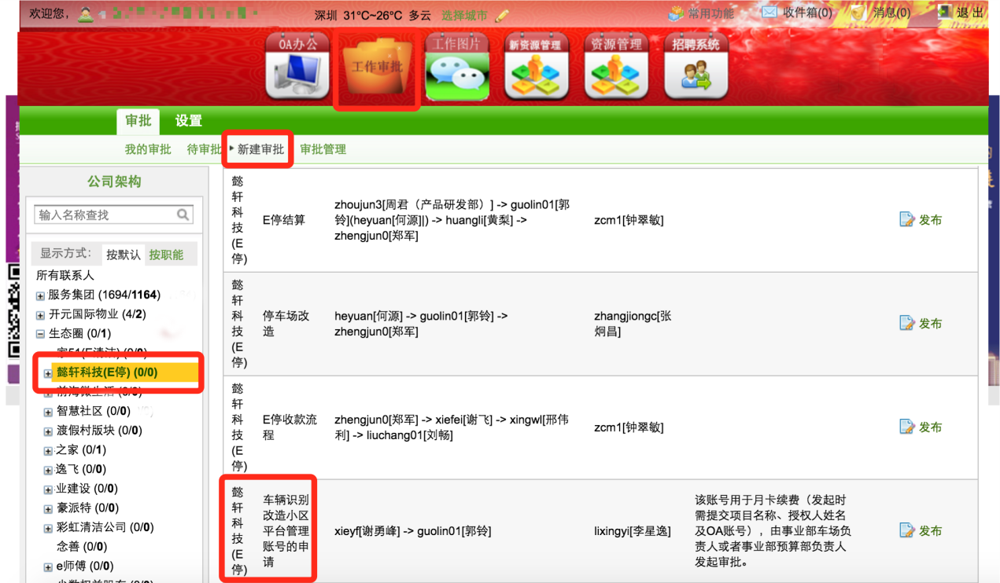 欢迎您,
深圳 31°C~26°C 多云 选择城市
常用功能 收件箱(0) 消息(0) 退 出
OA办公 工作审批 工作图片 新资源管理 资源管理 招聘系统
审批 设置
我的审批 待审批 新建审批 审批管理
公司架构
输入名称查找
显示方式: 按默认 按职能
所有联系人
服务集团 (1694/1164)
开元国际物业 (4/2)
生态圈 (0/1)
家51(E清洁) (0/0)
懿轩科技(E停) (0/0)
前海微生活 (0/0)
智慧社区 (0/0)
渡假村版块 (0/0)
之家 (0/1)
逸飞 (0/0)
业建设 (0/0)
豪派特 (0/0)
彩虹清洁公司 (0/0)
念善 (0/0)
e师傅 (0/0)
懿
轩
科
技
(E
停)
E停结算
zhoujun3[周君（产品研发部）] -> guolin01[郭
铃](heyuan[何源]|) -> huangli[黄梨] ->
zhengjun0[郑军]
zcm1[钟翠敏]
发布
懿
轩
科
技
(E
停)
停车场改
造
heyuan[何源] -> guolin01[郭铃] ->
zhengjun0[郑军]
zhangjiongc[张
炯昌]
发布
懿
轩
科
技
(E
停)
E停收款流
程
zhengjun0[郑军] -> xiefei[谢飞] -> xingwl[邢伟
利] -> liuchang01[刘畅]
zcm1[钟翠敏]
发布
懿
轩
科
技
(E
停)
车辆识别
改造小区
平台管理
账号的申
请
xieyf[谢勇峰] -> guolin01[郭铃]
lixingyi[李星逸]
该账号用于月卡续费（发起时
需提交项目名称、授权人姓名
及OA账号），由事业部车场负
责人或者事业部预算部负责人
发起审批。
发布